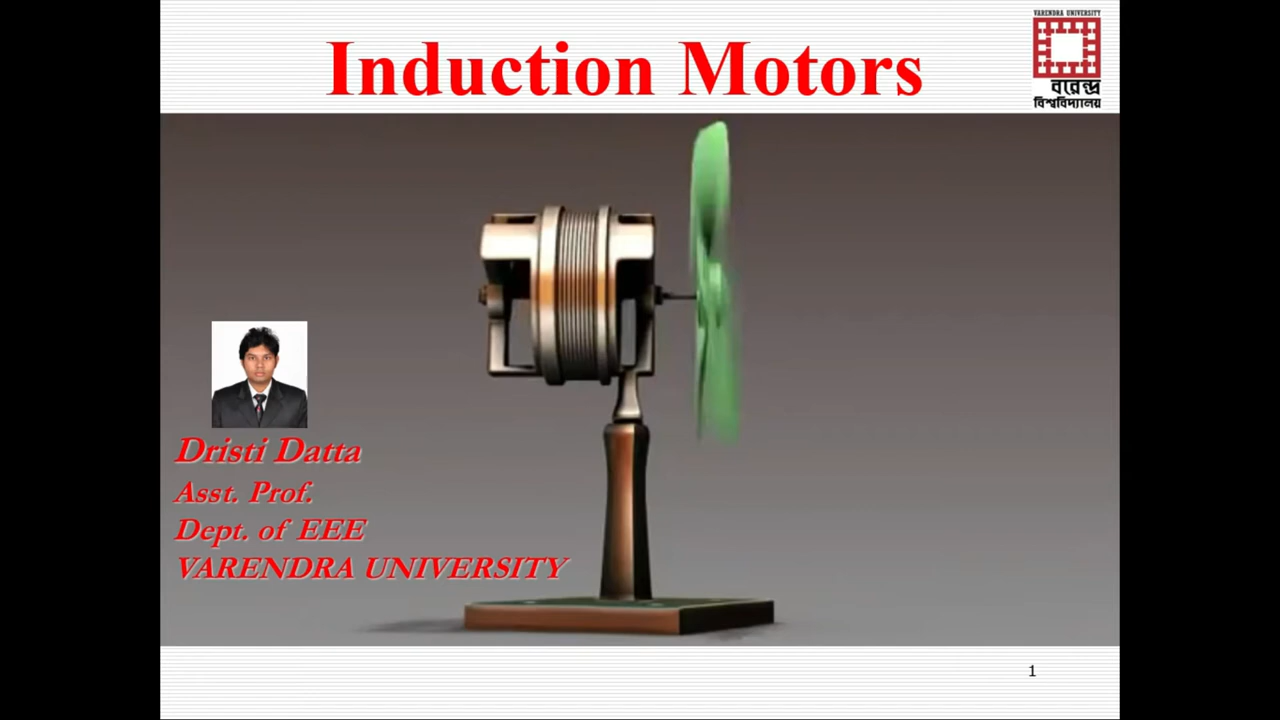 Induction Motors
VARENDRA UNIVERSITY
বরেন্দ্র
বিশ্ববিদ্যালয়
Dristi Datta
Asst. Prof.
Dept. of EEE
VARENDRA UNIVERSITY
1